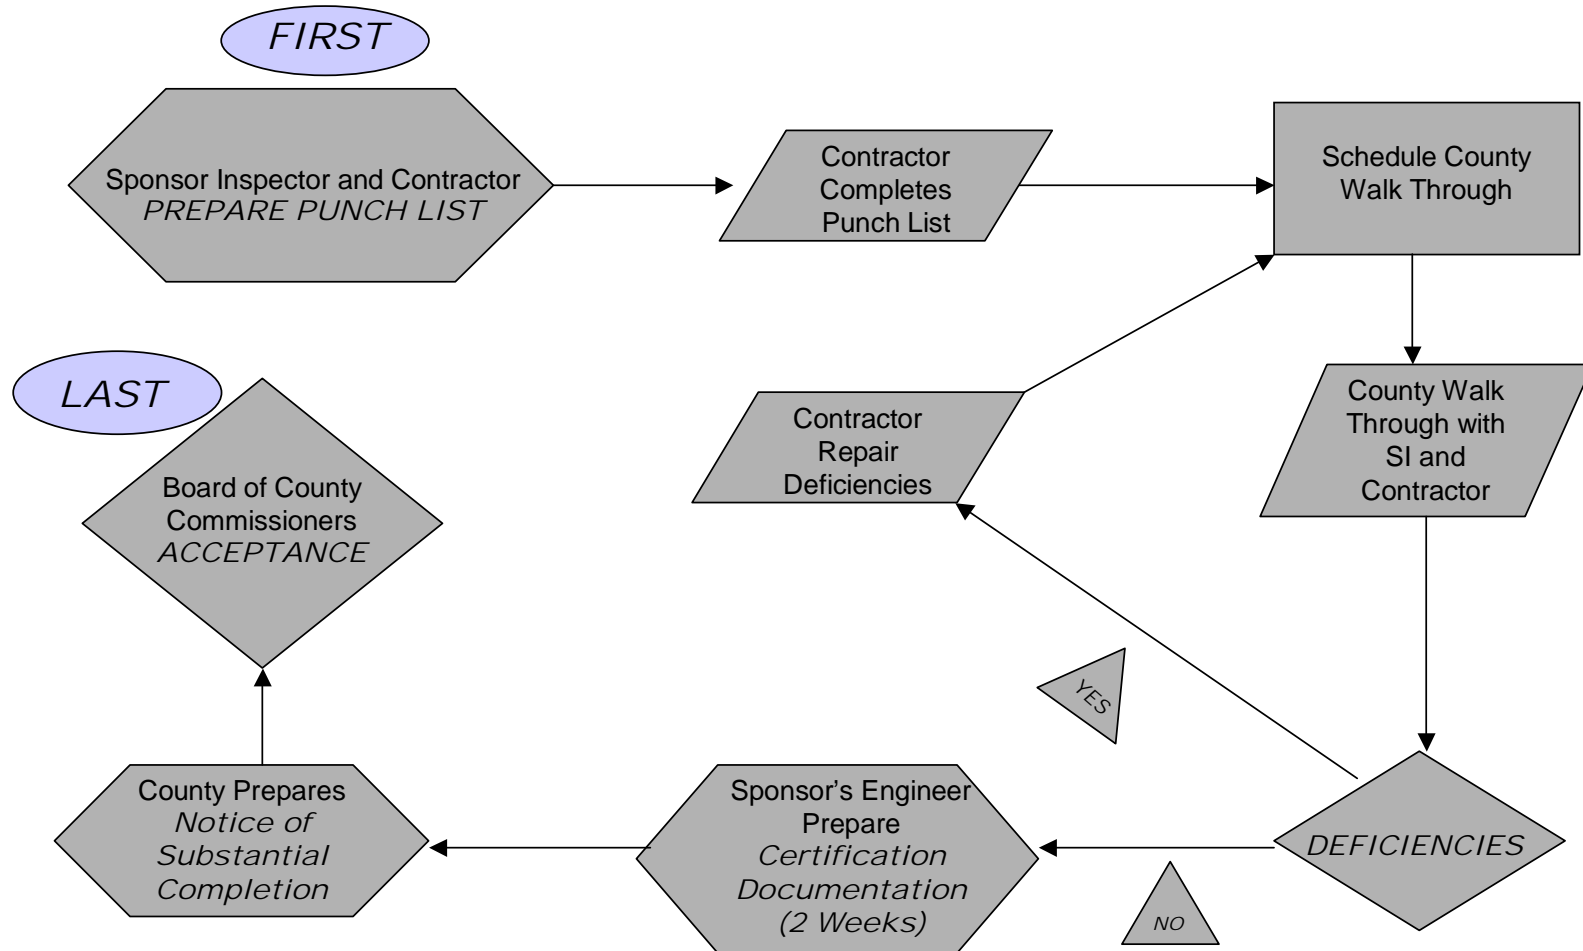 FIRST
Sponsor Inspector and Contractor
PREPARE PUNCH LIST
Contractor
Completes
Punch List
Schedule County
Walk Through
County Walk
Through with
SI and
Contractor
Contractor
Repair
Deficiencies
LAST
Board of County
Commissioners
ACCEPTANCE
YES
DEFICIENCIES
NO
Sponsor’s Engineer
Prepare
Certification
Documentation
(2 Weeks)
County Prepares
Notice of
Substantial
Completion